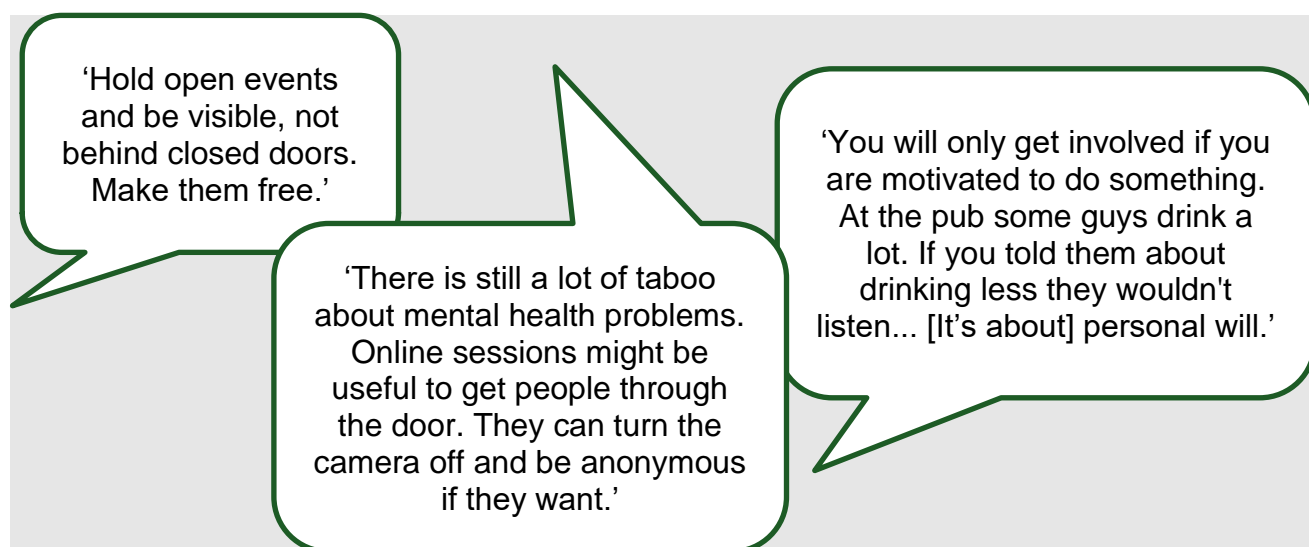 ‘Hold open events
and be visible, not
behind closed doors.
Make them free.’
‘There is still a lot of taboo
about mental health problems.
Online sessions might be
useful to get people through
the door. They can turn the
camera off and be anonymous
if they want.’
‘You will only get involved if you
are motivated to do something.
At the pub some guys drink a
lot. If you told them about
drinking less they wouldn't
listen... [It’s about] personal will.’